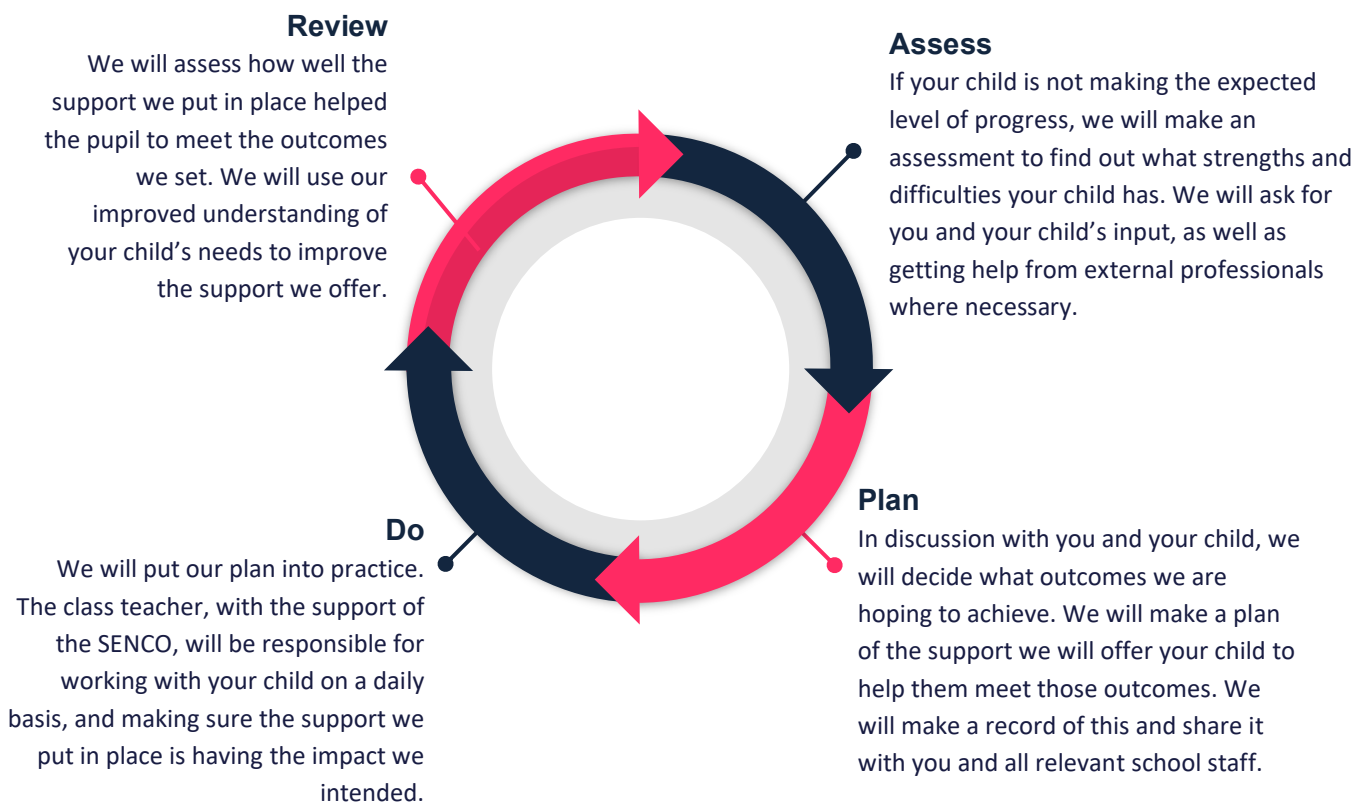 Review
We will assess how well the
support we put in place helped
the pupil to meet the outcomes
we set. We will use our
improved understanding of
your child’s needs to improve
the support we offer.
Assess
If your child is not making the expected
level of progress, we will make an
assessment to find out what strengths and
difficulties your child has. We will ask for
you and your child’s input, as well as
getting help from external professionals
where necessary.
Do
We will put our plan into practice.
The class teacher, with the support of
the SENCO, will be responsible for
working with your child on a daily
basis, and making sure the support we
put in place is having the impact we
intended.
Plan
In discussion with you and your child, we
will decide what outcomes we are
hoping to achieve. We will make a plan
of the support we will offer your child to
help them meet those outcomes. We
will make a record of this and share it
with you and all relevant school staff.